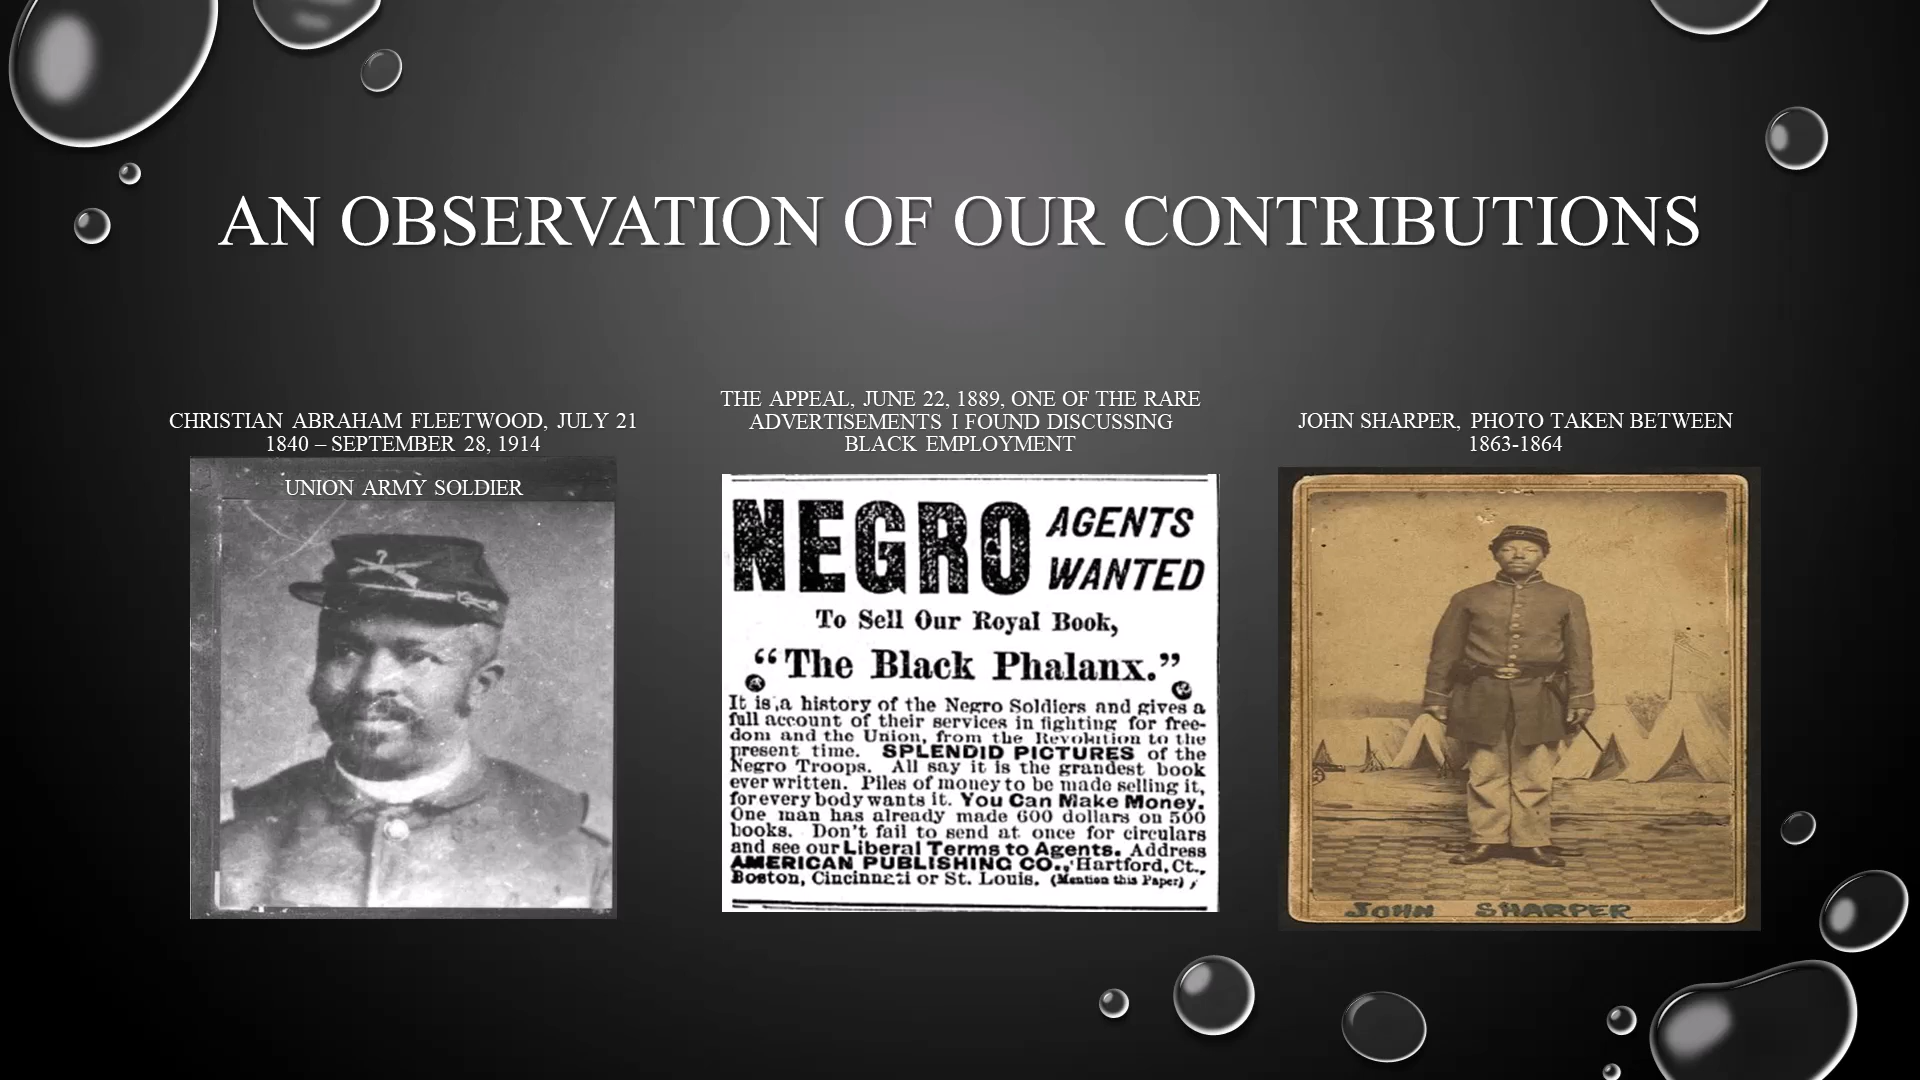 AN OBSERVATION OF OUR CONTRIBUTIONS
CHRISTIAN ABRAHAM FLEETWOOD, JULY 21
1840 – SEPTEMBER 28, 1914
UNION ARMY SOLDIER
THE APPEAL, JUNE 22, 1889, ONE OF THE RARE
ADVERTISEMENTS I FOUND DISCUSSING
BLACK EMPLOYMENT
NEGRO AGENTS
WANTED
To Sell Our Royal Book,
“The Black Phalanx.”
It is a history of the Negro Soldiers and gives a
full account of their services in fighting for free-
dom and the Union, from the Revolution to the
present time. SPLENDID PICTURES of the
Negro Troops. All say it is the grandest book
ever written. Piles of money to be made selling it,
for every body wants it. You Can Make Money.
One man has already made 600 dollars on 500
books. Don't fail to send at once for circulars
and see our Liberal Terms to Agents. Address
AMERICAN PUBLISHING CO., Hartford, Ct.,
Boston, Cincinnati or St. Louis. (Mention this Paper)
JOHN SHARPER, PHOTO TAKEN BETWEEN
1863-1864
JOHN SHARPER